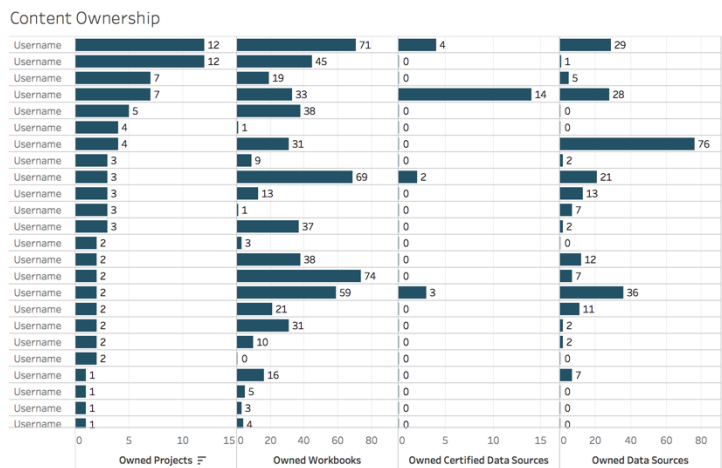 Content Ownership
Username 12 71 4 29
Username 12 45 0 1
Username 7 19 0 5
Username 7 33 14 28
Username 5 38 0 0
Username 4 1 0 0
Username 4 31 0 76
Username 3 9 0 2
Username 3 69 2 21
Username 3 13 0 13
Username 3 1 0 7
Username 3 37 0 2
Username 2 3 0 0
Username 2 38 0 12
Username 2 74 0 7
Username 2 59 3 36
Username 2 21 0 11
Username 2 31 0 2
Username 2 10 0 2
Username 2 0 0 0
Username 1 16 0 7
Username 1 5 0 0
Username 1 3 0 0
Username 1 4 0 0
0 5 10 15 0 20 40 60 80 0 5 10 15 0 20 40 60 80
Owned Projects Owned Workbooks Owned Certified Data Sources Owned Data Sources